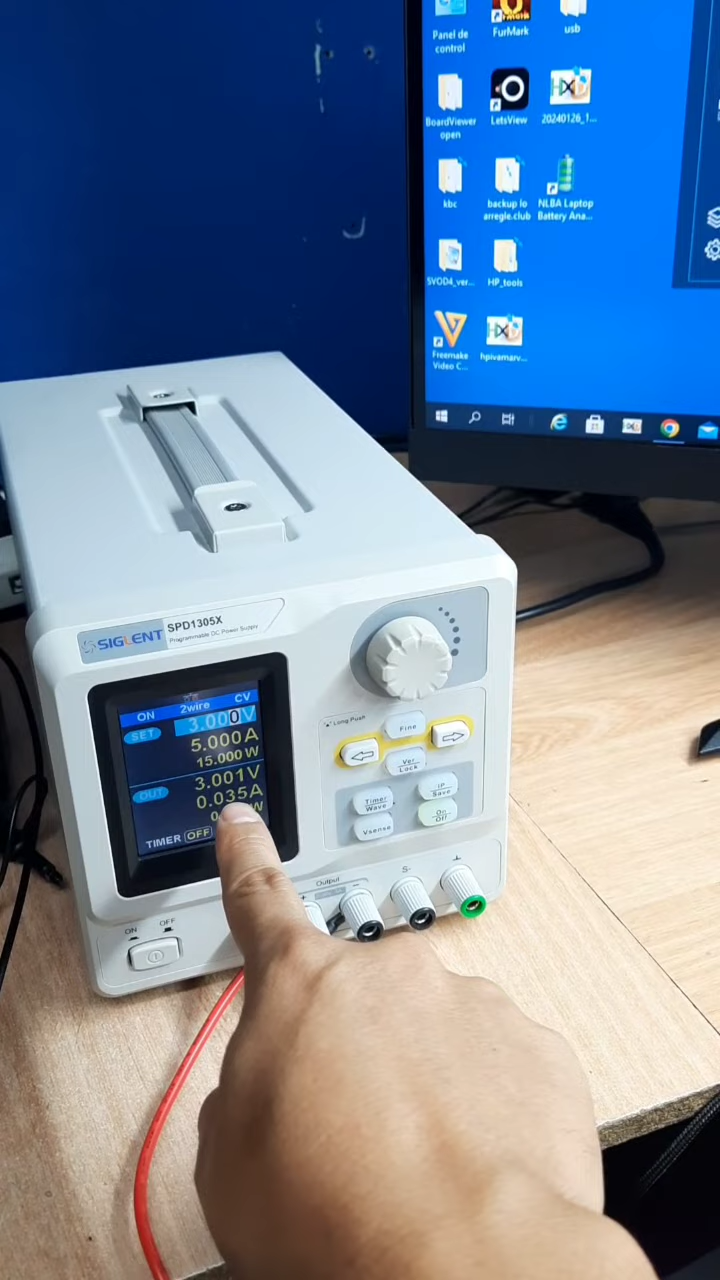 Panel de
control
FurMark
usb
BoardViewer
open
LetsView
20240126_1...
kbc
backup lo
arregle.club
NLBA Laptop
Battery Ana...
SVOD4_ver...
HP_tools
Freemake
Video C...
hpivamarv...
SIGLENT
SPD1305X
Programmable DC Power Supply
ON 2wire CV
SET 3.000V
5.000A
15.000W
OUT 3.001V
0.035A
W
TIMER OFF
Long Push
Fine
Ver
Lock
Timer
Wave
IP
Save
Vsense
On
Off
Output
+ -
S-
ON OFF